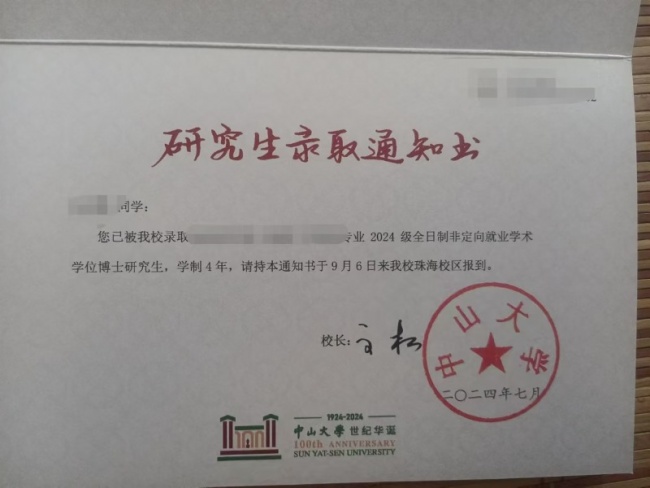 研究生录取通知书
同学：
您已被我校录取 专业 2024 级全日制非定向就业学术
学位博士研究生，学制 4 年，请持本通知书于 9 月 6 日来我校珠海校区报到。
校长：
中山大学
二〇二四年七月
1924-2024
中山大學 世纪华诞
100th ANNIVERSARY
SUN YAT-SEN UNIVERSITY